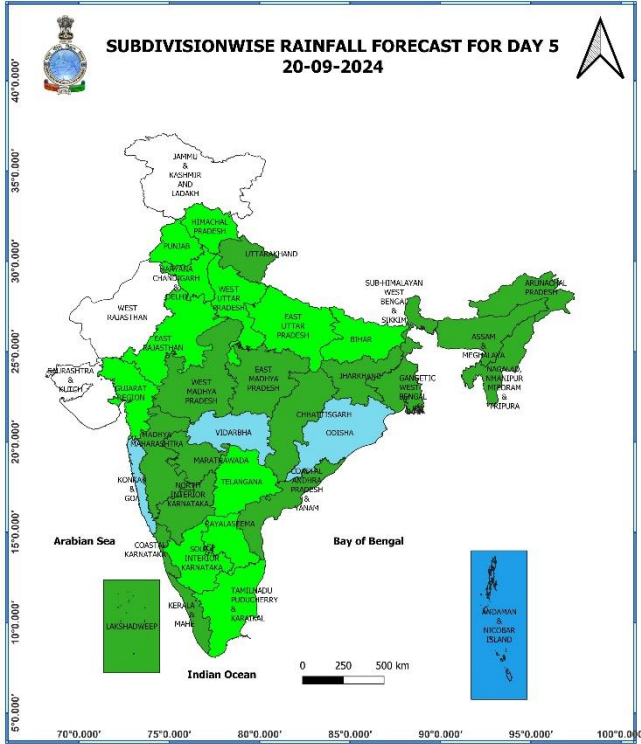 SUBDIVISIONWISE RAINFALL FORECAST FOR DAY 5
20-09-2024
40°0.000'
35°0.000'
30°0.000'
25°0.000'
20°0.000'
15°0.000'
10°0.000'
5°0.000'
JAMMU
&
KASHMIR
AND
LADAKH
HIMACHAL
PRADESH
PUNJAB
UTTARAKHAND
HARYANA
CHANDIGARH
&
DELHI
WEST
UTTAR
PRADESH
WEST
RAJASTHAN
EAST
RAJASTHAN
EAST
UTTAR
PRADESH
BIHAR
SUB-HIMALAYAN
WEST
BENGAL
&
SIKKIM
ARUNACHAL
PRADESH
ASSAM
&
MEGHALAYA
NAGALAND,
MANIPUR
MIZORAM
&
TRIPURA
SAURASHTRA
&
KUTCH
GUJARAT
REGION
WEST
MADHYA
PRADESH
EAST
MADHYA
PRADESH
JHARKHAND
GANGETIC
WEST
BENGAL
CHHATTISGARH
ODISHA
VIDARBHA
MADHYA
MAHARASHTRA
MARATHWADA
KONKAN
&
GOA
NORTH
INTERIOR
KARNATAKA
TELANGANA
COASTAL
ANDHRA
PRADESH
&
YANAM
RAYALASEEMA
COASTAL
KARNATAKA
SOUTH
INTERIOR
KARNATAKA
TAMILNADU
PUDUCHERRY
&
KARAIKAL
KERALA
&
MAHE
LAKSHADWEEP
ANDAMAN
&
NICOBAR
ISLAND
Arabian Sea
Bay of Bengal
Indian Ocean
0 250 500 km
70°0.000' 75°0.000' 80°0.000' 85°0.000' 90°0.000' 95°0.000' 100°0.000'